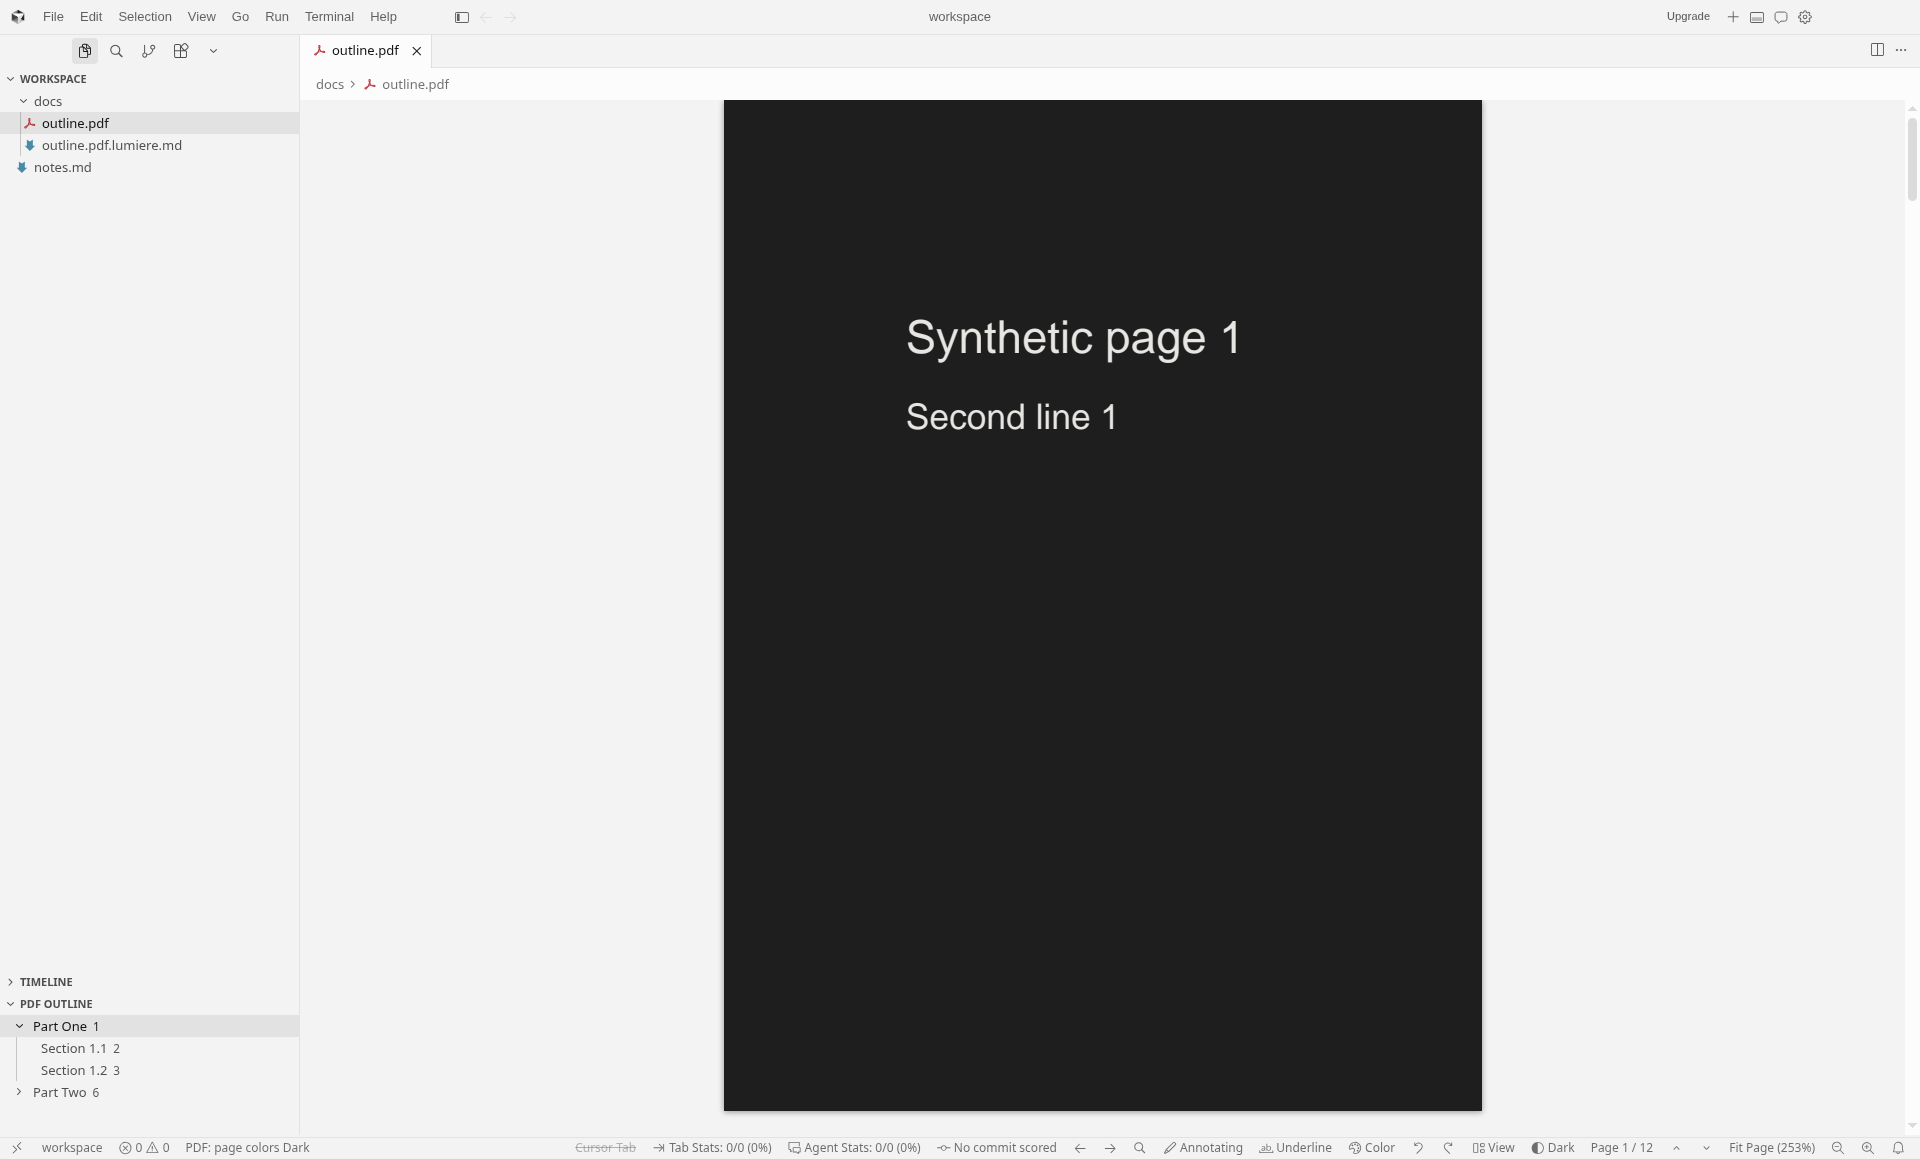 File Edit Selection View Go Run Terminal Help
workspace
Upgrade
outline.pdf
WORKSPACE
docs
outline.pdf
outline.pdf.lumiere.md
notes.md
docs > outline.pdf
Synthetic page 1
Second line 1
TIMELINE
PDF OUTLINE
Part One 1
Section 1.1 2
Section 1.2 3
Part Two 6
workspace 0 0 PDF: page colors Dark Cursor Tab Tab Stats: 0/0 (0%) Agent Stats: 0/0 (0%) No commit scored Annotating ab Underline Color View Dark Page 1 / 12 Fit Page (253%)